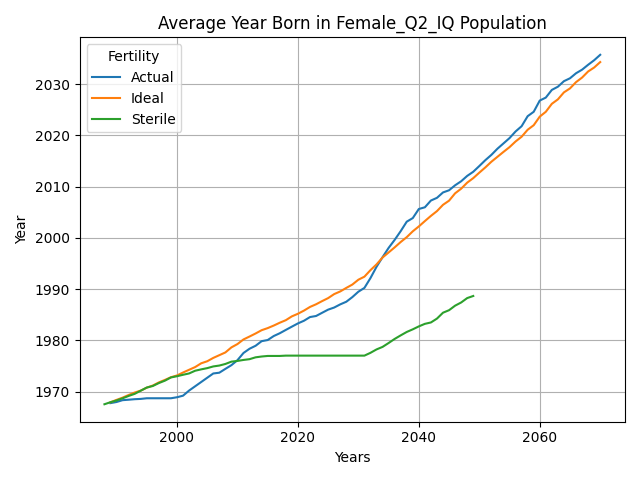 Average Year Born in Female_Q2_IQ Population
Fertility
Actual
Ideal
Sterile
2030
2020
2010
2000
1990
1980
1970
Year
2000
2020
2040
2060
Years